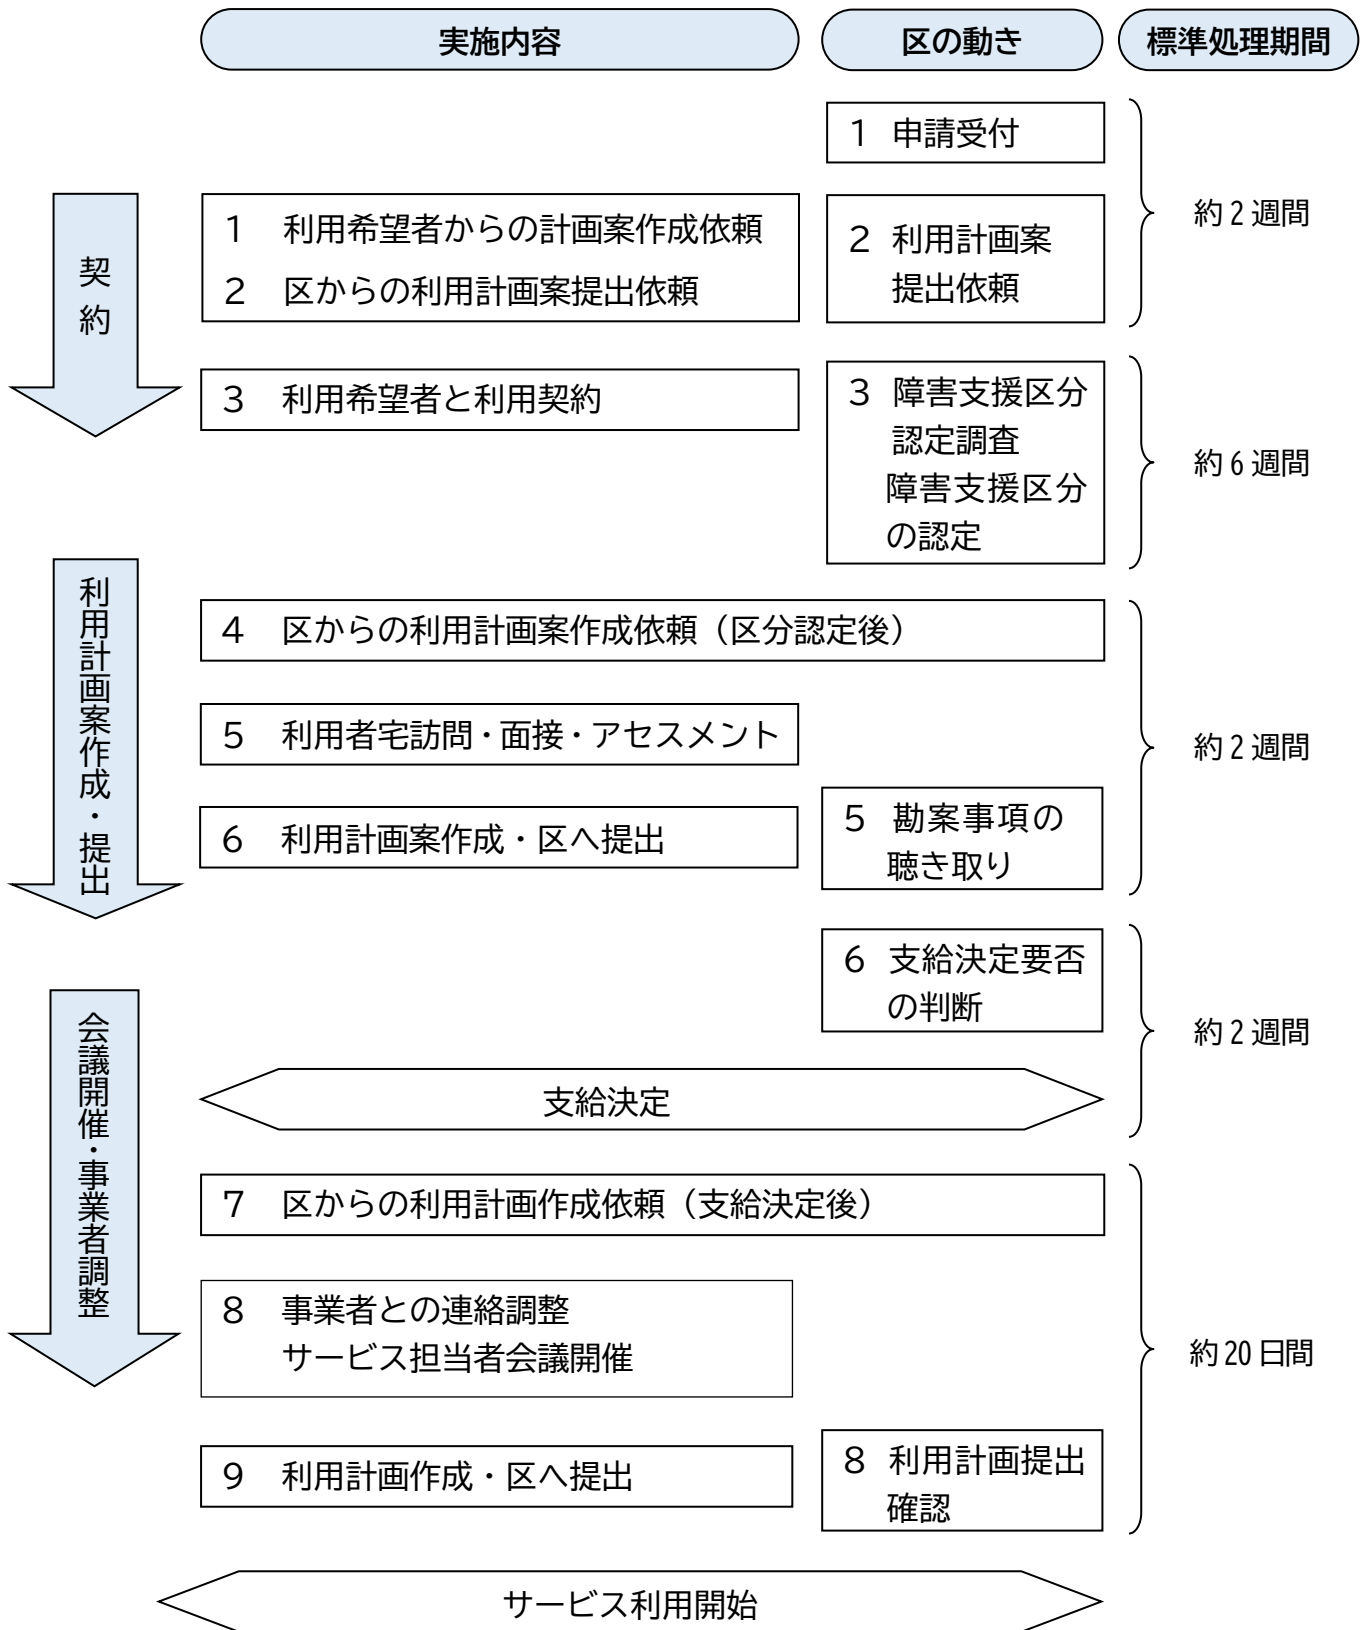 実施内容
区の動き
標準処理期間
1 申請受付
約2週間
契約
1 利用希望者からの計画案作成依頼
2 区からの利用計画案提出依頼
2 利用計画案
提出依頼
3 利用希望者と利用契約
3 障害支援区分
認定調査
障害支援区分
の認定
約6週間
利用計画案作成・提出
4 区からの利用計画案作成依頼（区分認定後）
5 利用者宅訪問・面接・アセスメント
約2週間
6 利用計画案作成・区へ提出
5 勘案事項の
聴き取り
6 支給決定要否
の判断
約2週間
会議開催・事業者調整
支給決定
7 区からの利用計画作成依頼（支給決定後）
8 事業者との連絡調整
サービス担当者会議開催
約20日間
9 利用計画作成・区へ提出
8 利用計画提出
確認
サービス利用開始